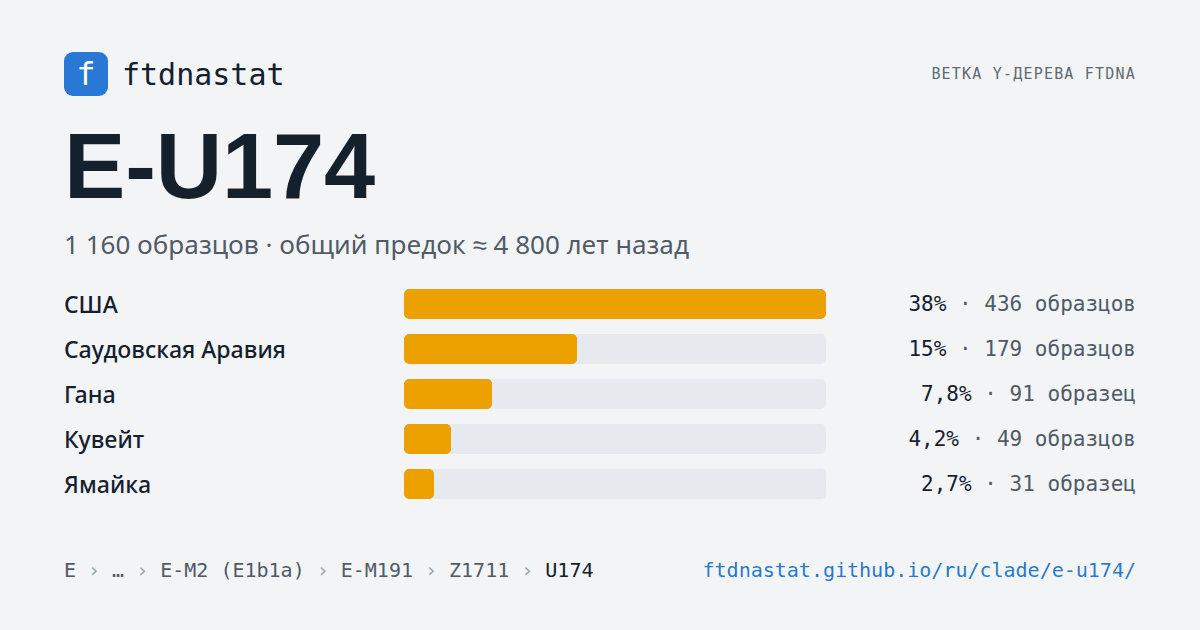 f ftdnastat
ВЕТКА Y-ДЕРЕВА FTDNA
E-U174
1 160 образцов · общий предок ≈ 4 800 лет назад
США 38% · 436 образцов
Саудовская Аравия 15% · 179 образцов
Гана 7,8% · 91 образец
Кувейт 4,2% · 49 образцов
Ямайка 2,7% · 31 образец
E › … › E-M2 (E1b1a) › E-M191 › Z1711 › U174
ftdnastat.github.io/ru/clade/e-u174/